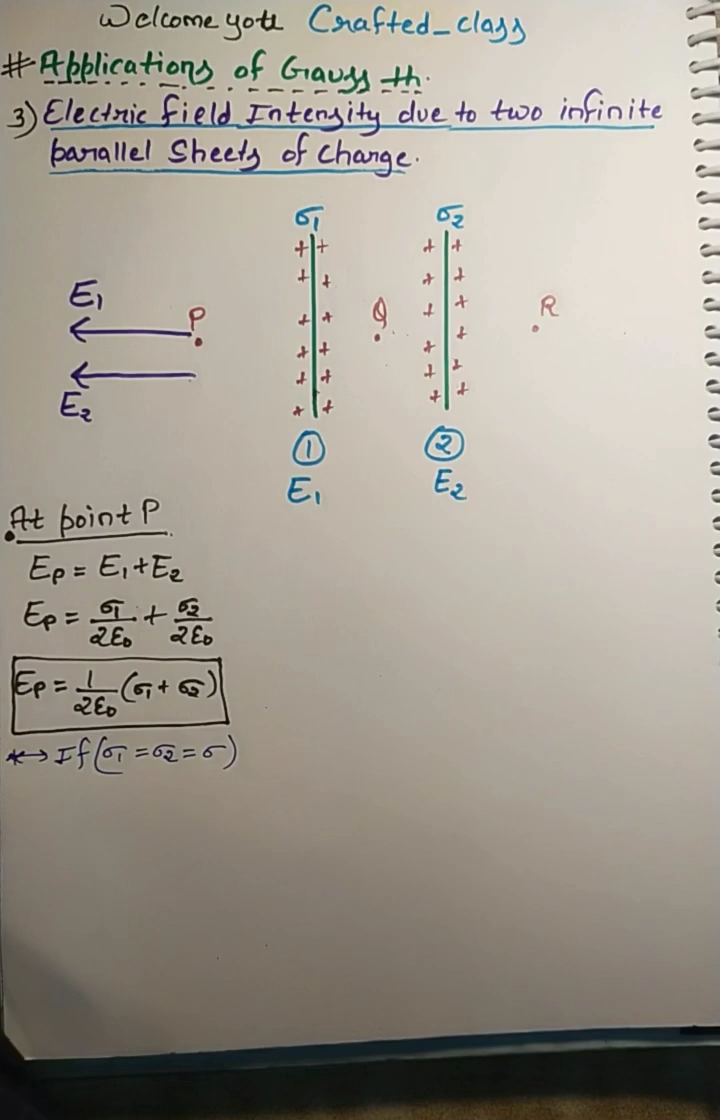 Welcome you Crafted_class
# Applications of Gauss th.
3) Electric field Intensity due to two infinite
parallel Sheets of Charge.
σ₁ σ₂
E₁
P Q R
E₂
① ②
E₁ E₂
At point P
Ep = E₁ + E₂
Ep = σ₁/2ε₀ + σ₂/2ε₀
Ep = 1/2ε₀ (σ₁ + σ₂)
*→ If (σ₁ = σ₂ = σ)